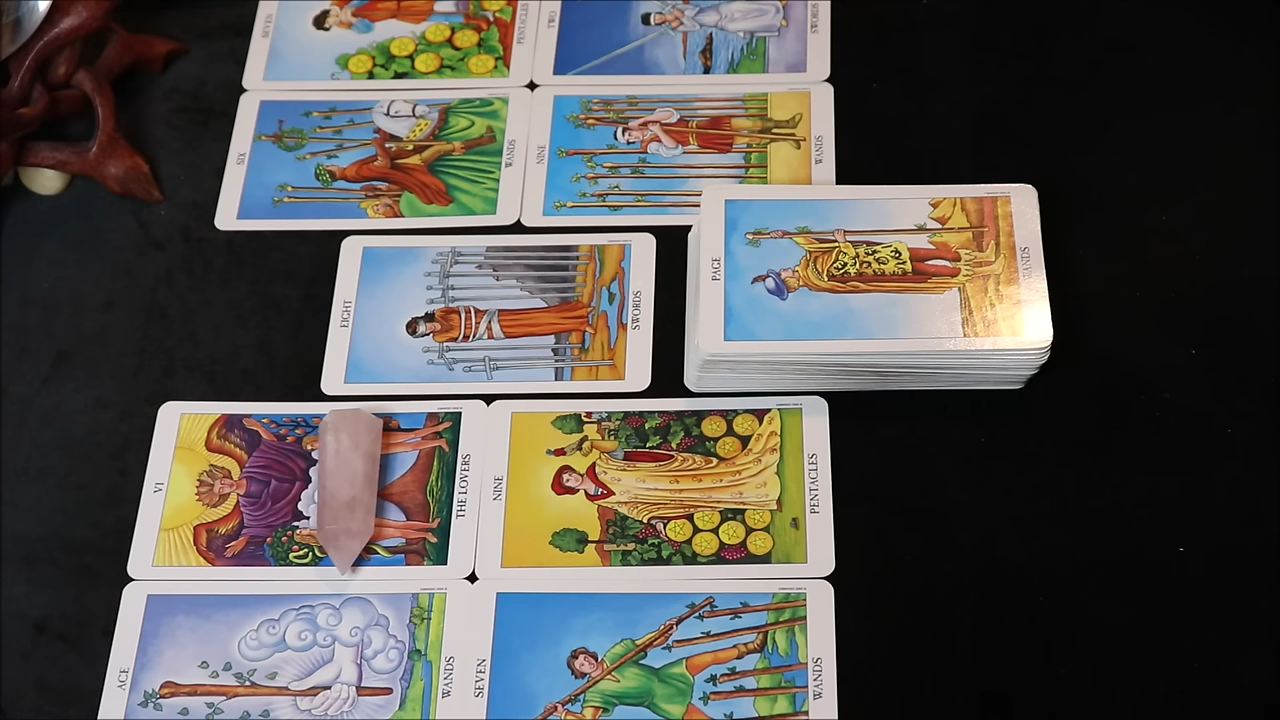 SEVEN
PENTACLES
TWO
SWORDS
SIX
WANDS
NINE
WANDS
PAGE
WANDS
EIGHT
SWORDS
VI
THE LOVERS
NINE
PENTACLES
ACE
WANDS
SEVEN
WANDS